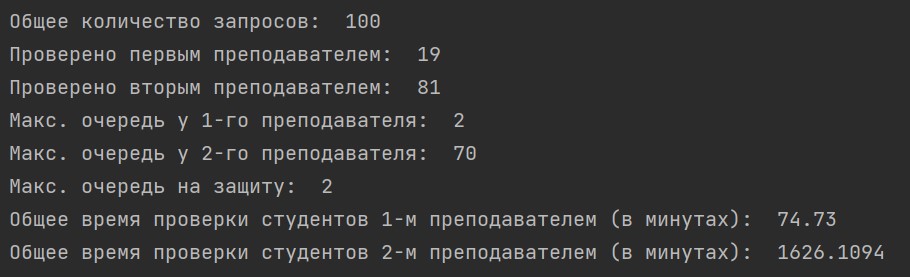 Общее количество запросов:  100
Проверено первым преподавателем:  19
Проверено вторым преподавателем:  81
Макс. очередь у 1-го преподавателя:  2
Макс. очередь у 2-го преподавателя:  70
Макс. очередь на защиту:  2
Общее время проверки студентов 1-м преподавателем (в минутах):  74.73
Общее время проверки студентов 2-м преподавателем (в минутах):  1626.1094